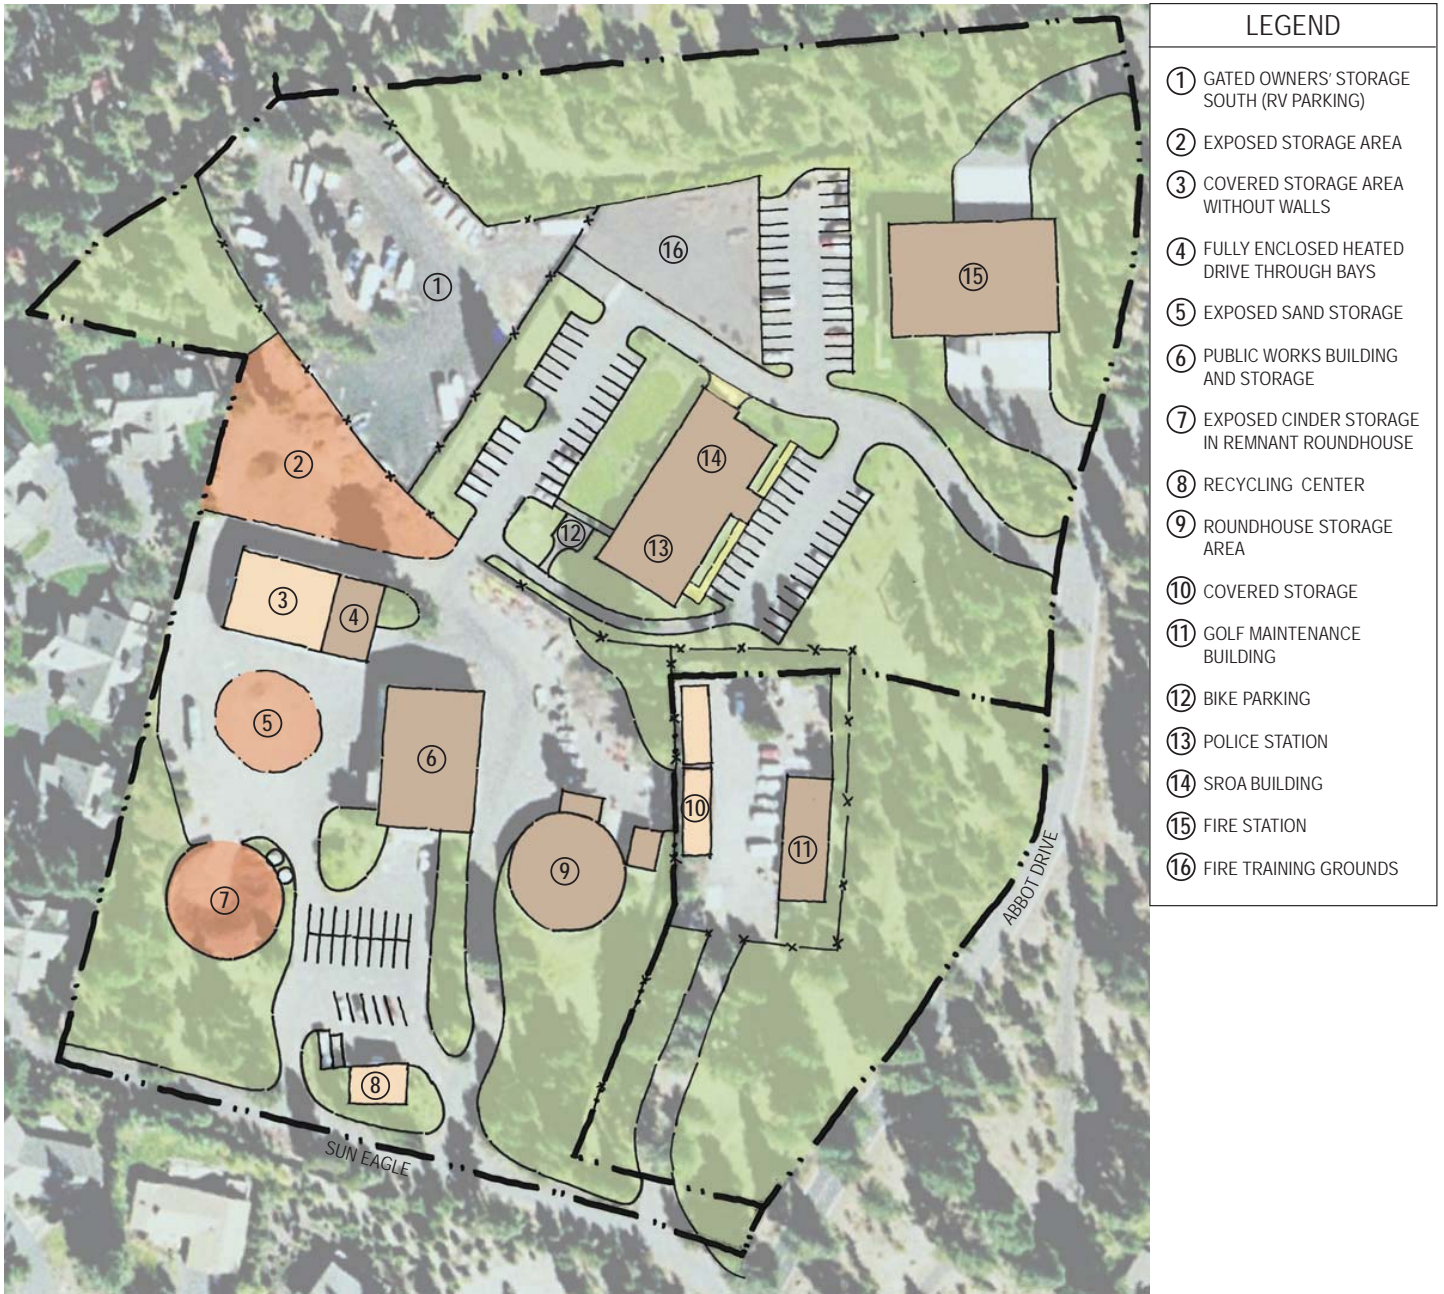 LEGEND
1 GATED OWNERS' STORAGE
SOUTH (RV PARKING)
2 EXPOSED STORAGE AREA
3 COVERED STORAGE AREA
WITHOUT WALLS
4 FULLY ENCLOSED HEATED
DRIVE THROUGH BAYS
5 EXPOSED SAND STORAGE
6 PUBLIC WORKS BUILDING
AND STORAGE
7 EXPOSED CINDER STORAGE
IN REMNANT ROUNDHOUSE
8 RECYCLING CENTER
9 ROUNDHOUSE STORAGE
AREA
10 COVERED STORAGE
11 GOLF MAINTENANCE
BUILDING
12 BIKE PARKING
13 POLICE STATION
14 SROA BUILDING
15 FIRE STATION
16 FIRE TRAINING GROUNDS
16
15
1
14
2
12
13
3
4
5
6
10
11
9
7
8
ABBOT DRIVE
SUN EAGLE